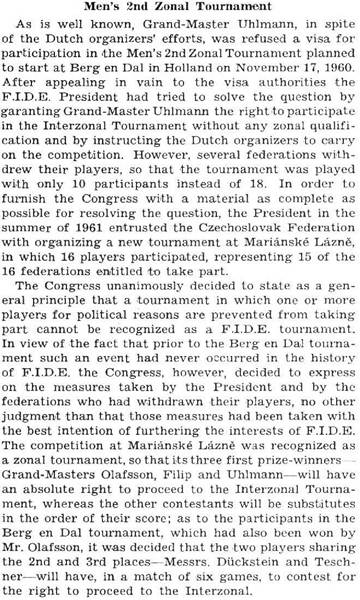 Men's 2nd Zonal Tournament
As is well known, Grand-Master Uhlmann, in spite
of the Dutch organizers' efforts, was refused a visa for
participation in the Men's 2nd Zonal Tournament planned
to start at Berg en Dal in Holland on November 17, 1960.
After appealing in vain to the visa authorities the
F.I.D.E. President had tried to solve the question by
garanting Grand-Master Uhlmann the right to participate
in the Interzonal Tournament without any zonal qualifi-
cation and by instructing the Dutch organizers to carry
on the competition. However, several federations with-
drew their players, so that the tournament was played
with only 10 participants instead of 18. In order to
furnish the Congress with a material as complete as
possible for resolving the question, the President in the
summer of 1961 entrusted the Czechoslovak Federation
with organizing a new tournament at Mariánské Lázně,
in which 16 players participated, representing 15 of the
16 federations entitled to take part.
The Congress unanimously decided to state as a gen-
eral principle that a tournament in which one or more
players for political reasons are prevented from taking
part cannot be recognized as a F.I.D.E. tournament.
In view of the fact that prior to the Berg en Dal tourna-
ment such an event had never occurred in the history
of F.I.D.E. the Congress, however, decided to express
on the measures taken by the President and by the
federations who had withdrawn their players, no other
judgment than that those measures had been taken with
the best intention of furthering the interests of F.I.D.E.
The competition at Mariánské Lázně was recognized as
a zonal tournament, so that its three first prize-winners—
Grand-Masters Olafsson, Filip and Uhlmann—will have
an absolute right to proceed to the Interzonal Tourna-
ment, whereas the other contestants will be substitutes
in the order of their score; as to the participants in the
Berg en Dal tournament, which had also been won by
Mr. Olafsson, it was decided that the two players sharing
the 2nd and 3rd places—Messrs. Dückstein and Tesch-
ner—will have, in a match of six games, to contest for
the right to proceed to the Interzonal.